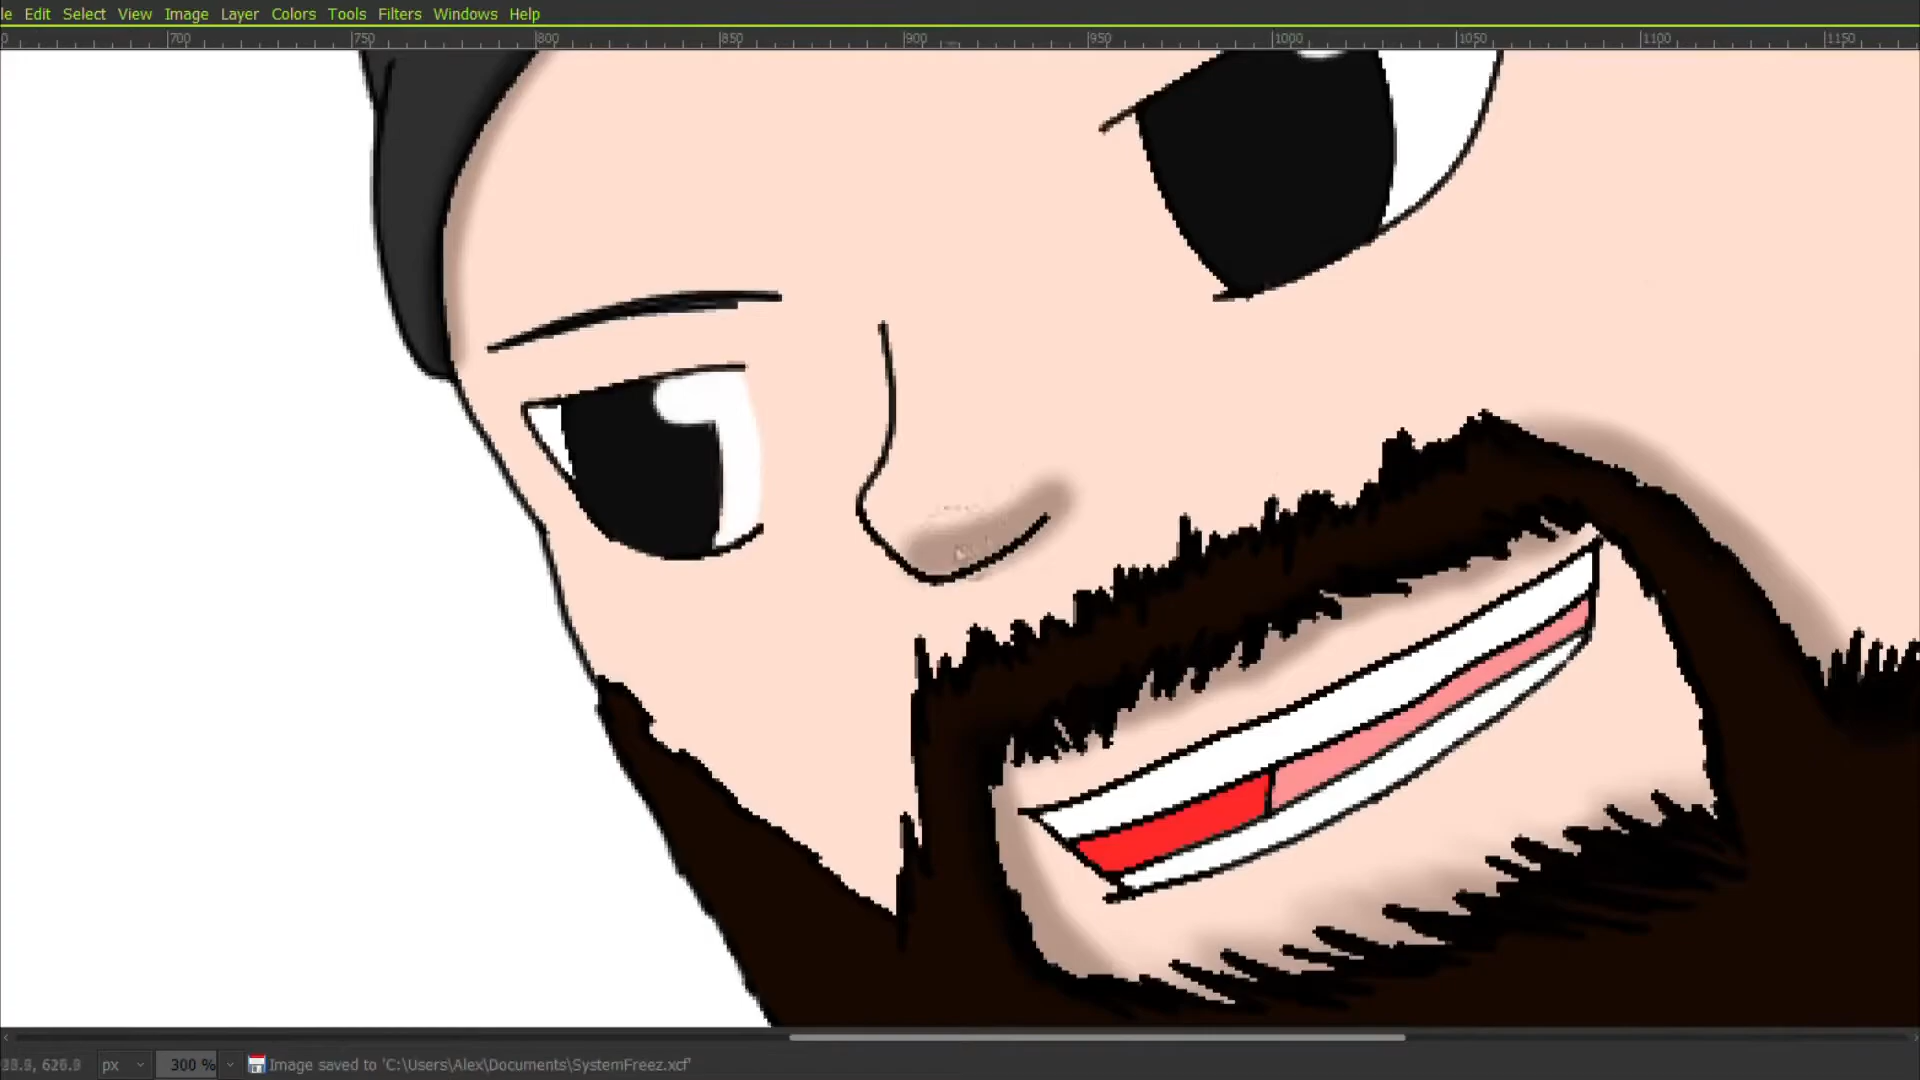 le Edit Select View Image Layer Colors Tools Filters Windows Help
0 700 750 800 850 900 950 1000 1050 1100 1150
px 300 % Image saved to 'C:\Users\Alex\Documents\SystemFreez.xcf'